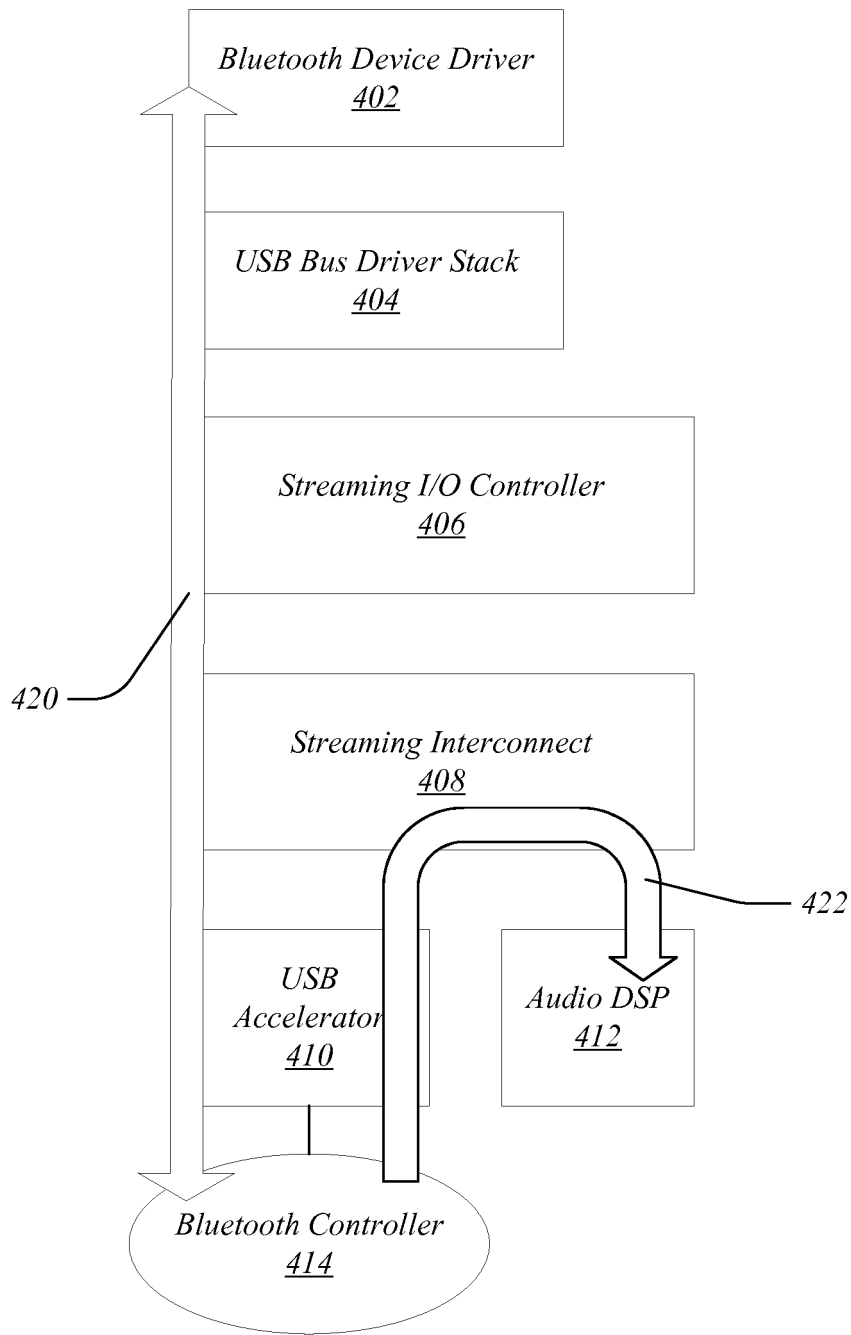 Bluetooth Device Driver
402
USB Bus Driver Stack
404
Streaming I/O Controller
406
420
Streaming Interconnect
408
422
USB
Accelerator
410
Audio DSP
412
Bluetooth Controller
414